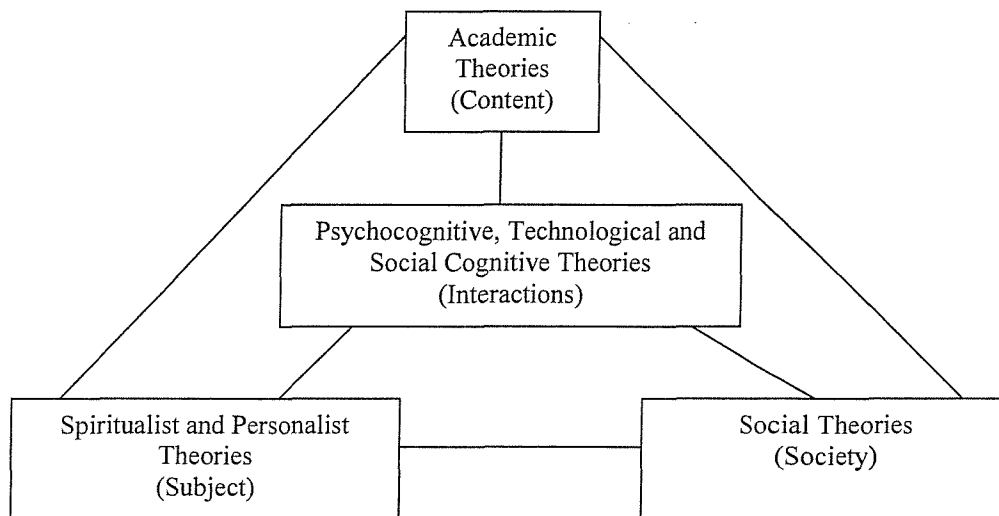 Academic
Theories
(Content)
Psychocognitive, Technological and
Social Cognitive Theories
(Interactions)
Spiritualist and Personalist
Theories
(Subject)
Social Theories
(Society)